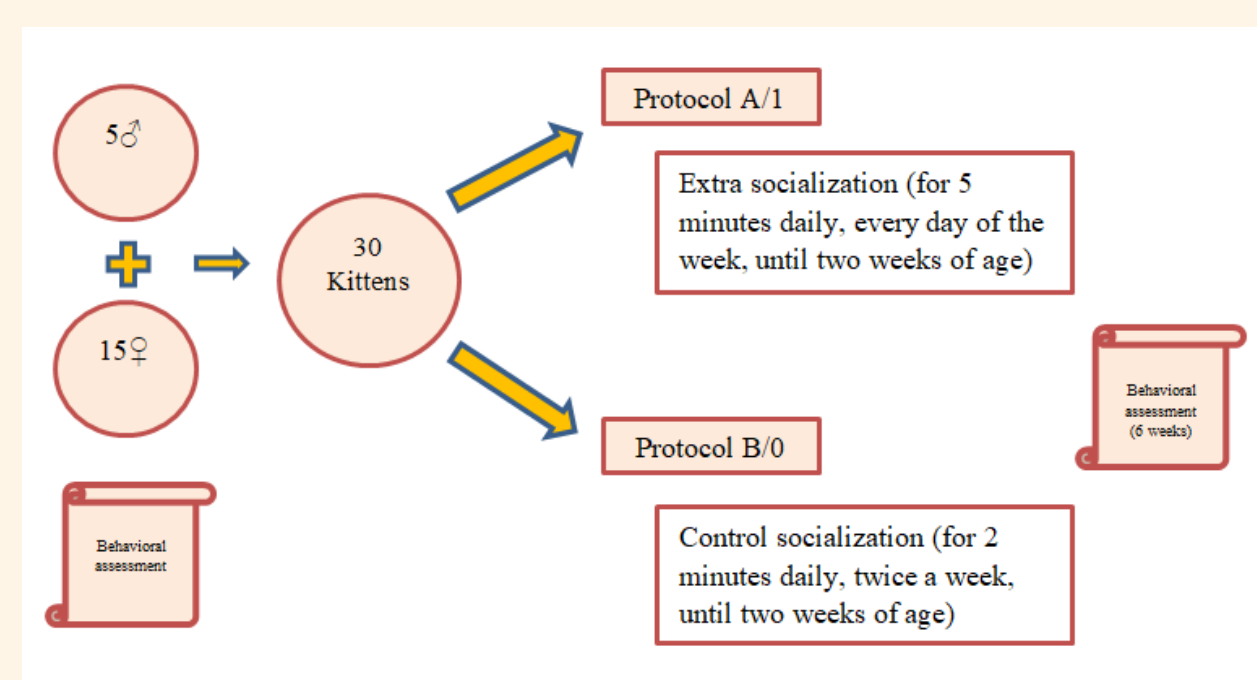 5♂
15♀
Behavioral
assessment
30
Kittens
Protocol A/1
Extra socialization (for 5
minutes daily, every day of the
week, until two weeks of age)
Protocol B/0
Control socialization (for 2
minutes daily, twice a week,
until two weeks of age)
Behavioral
assessment
(6 weeks)